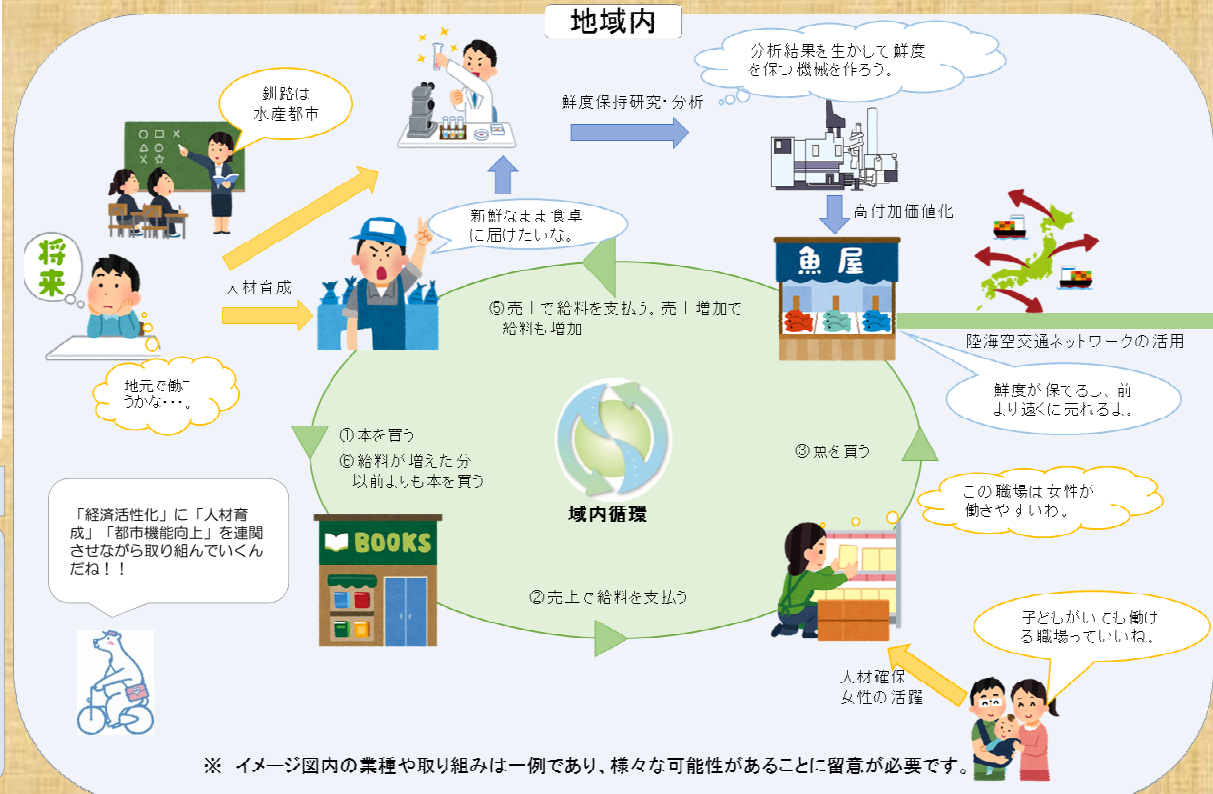 地域内
分析結果を生かして鮮度
を保つ機械を作ろう。
釧路は
水産都市
鮮度保持研究・分析
新鮮なまま食卓
に届けたいな。
高付加価値化
魚屋
将来
人材育成
⑤売上で給料を支払う。売上増加で
給料も増加
陸海空交通ネットワークの活用
地元で働こ
うかな・・・。
鮮度が保てるし、前
より遠くに売れるよ。
①本を買う
⑥給料が増えた分
以前よりも本を買う
③魚を買う
域内循環
この職場は女性が
働きやすいわ。
「経済活性化」に「人材育
成」「都市機能向上」を連関
させながら取り組んでいくん
だね！！
BOOKS
②売上で給料を支払う
子どもがいても働け
る職場っていいね。
人材確保
女性の活躍
※ イメージ図内の業種や取り組みは一例であり、様々な可能性があることに留意が必要です。